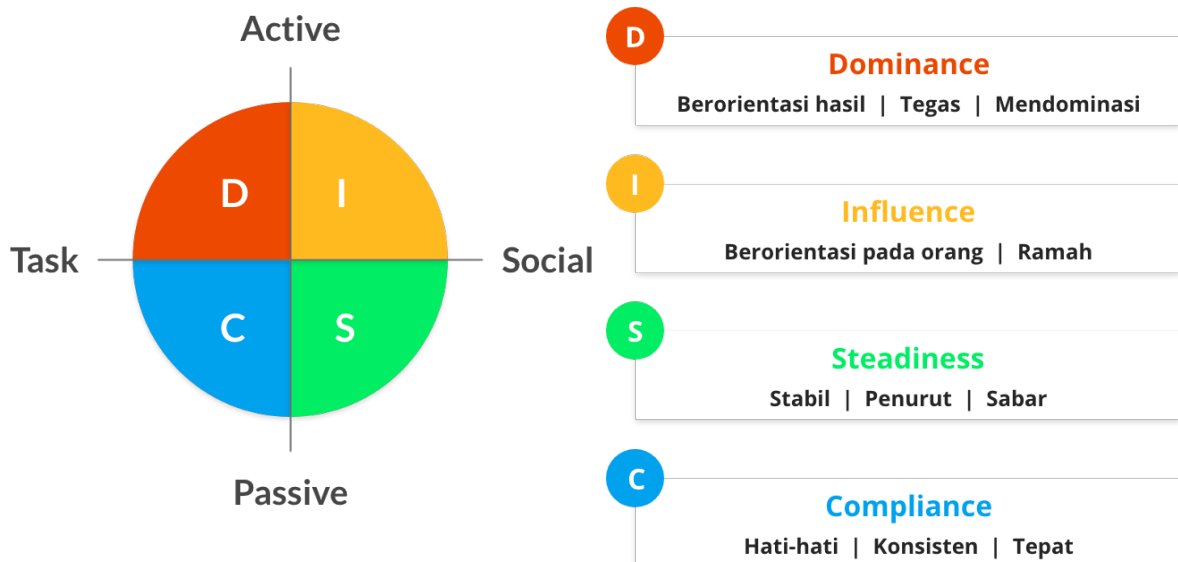 Active
D
I
Task
Social
C
S
Passive
D
Dominance
Berorientasi hasil | Tegas | Mendominasi
I
Influence
Berorientasi pada orang | Ramah
S
Steadiness
Stabil | Penurut | Sabar
C
Compliance
Hati-hati | Konsisten | Tepat